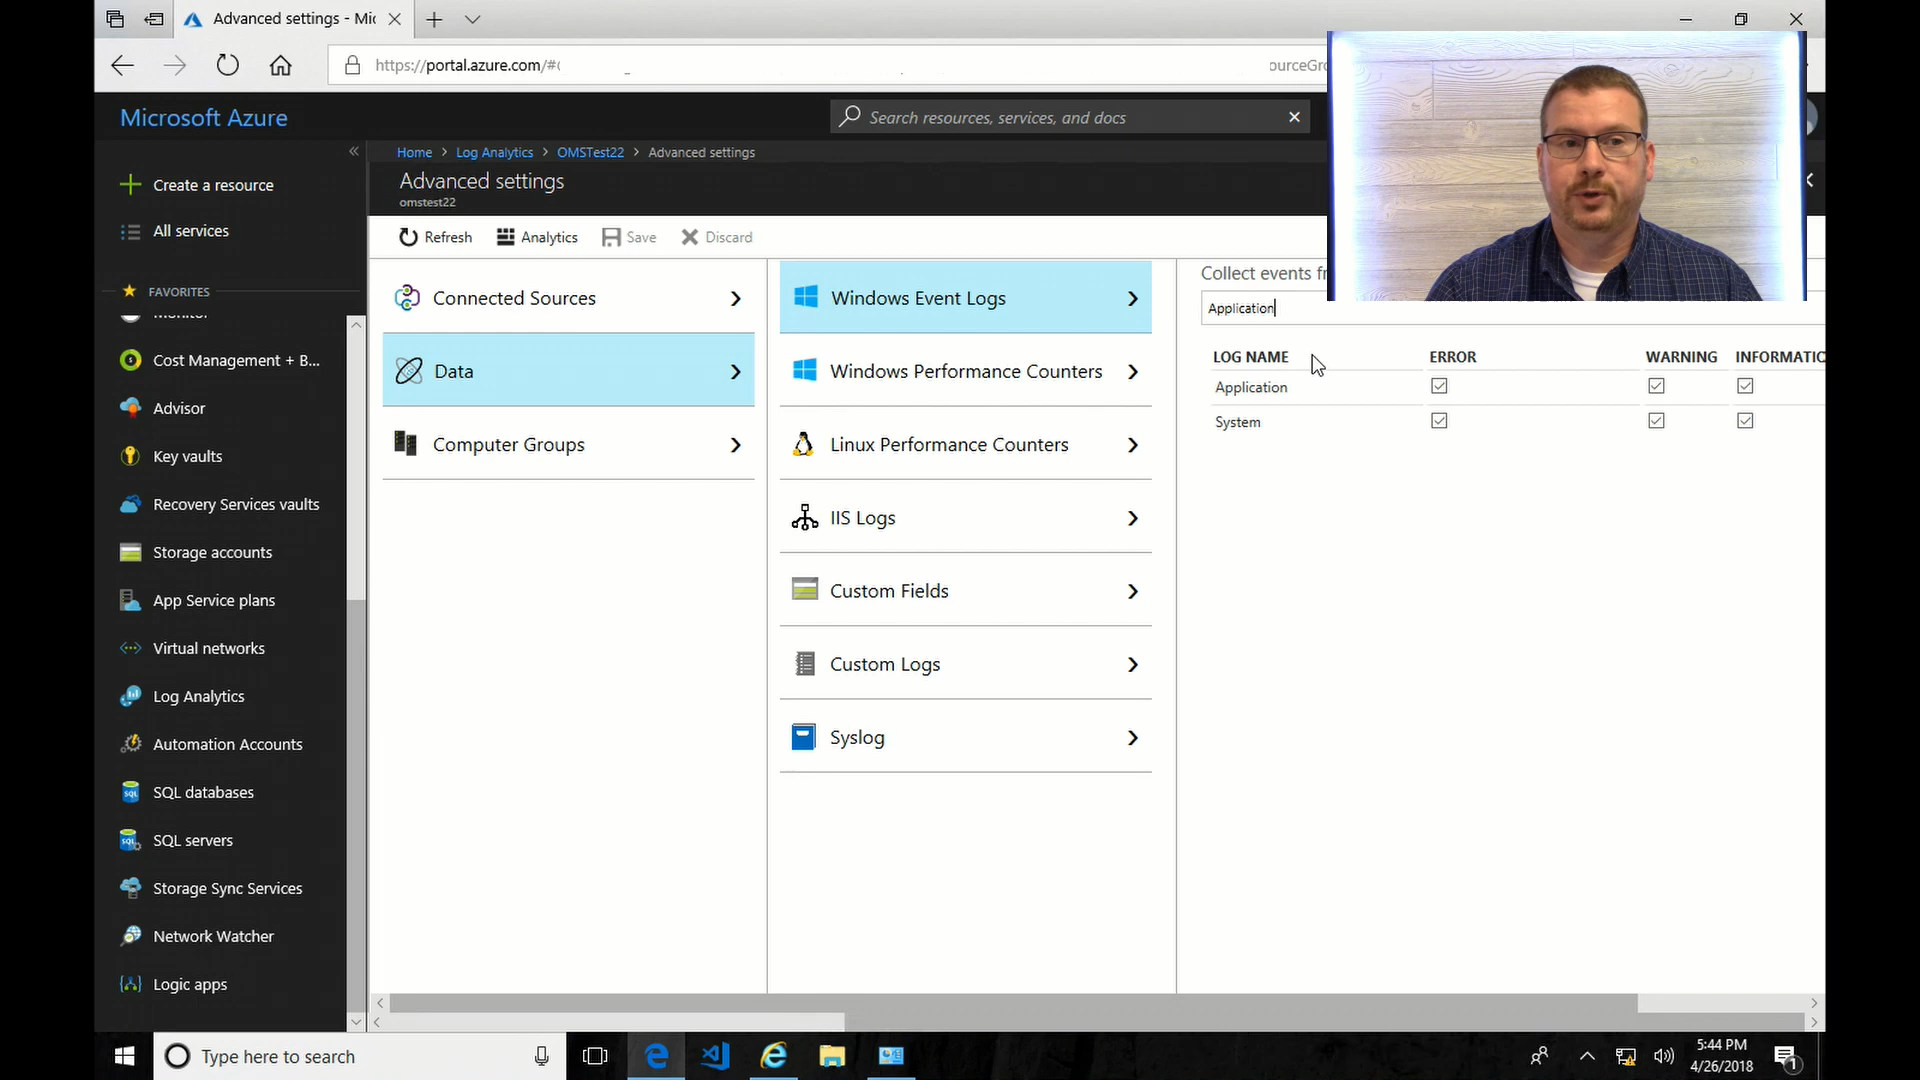 Advanced settings - Mic
https://portal.azure.com/#
ourceGro
Microsoft Azure
Search resources, services, and docs
Home > Log Analytics > OMSTest22 > Advanced settings
Advanced settings
omstest22
Create a resource
All services
FAVORITES
Monitor
Cost Management + B...
Advisor
Key vaults
Recovery Services vaults
Storage accounts
App Service plans
Virtual networks
Log Analytics
Automation Accounts
SQL databases
SQL servers
Storage Sync Services
Network Watcher
Logic apps
Refresh Analytics Save Discard
Connected Sources
Data
Computer Groups
Windows Event Logs
Windows Performance Counters
Linux Performance Counters
IIS Logs
Custom Fields
Custom Logs
Syslog
Collect events fr
Application
LOG NAME ERROR WARNING INFORMATIO
Application
System
Type here to search
5:44 PM
4/26/2018
1